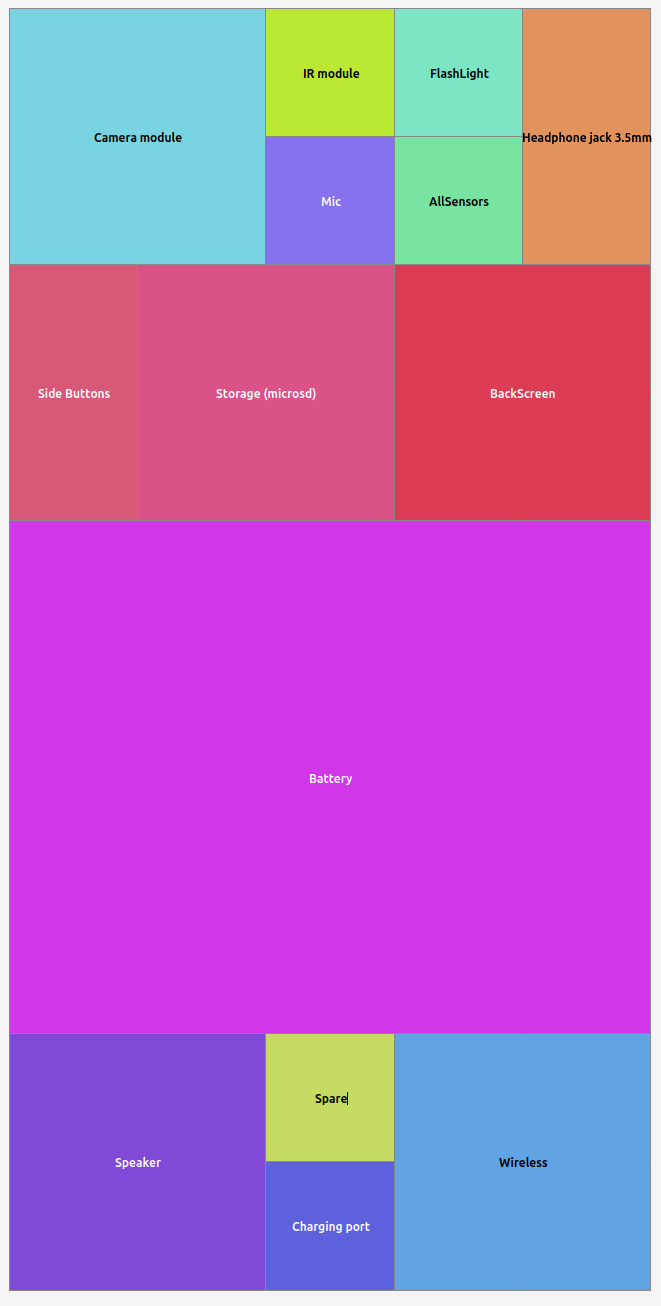 Camera module
IR module
FlashLight
Headphone jack 3.5mm
Mic
AllSensors
Side Buttons
Storage (microsd)
BackScreen
Battery
Speaker
Spare
Wireless
Charging port